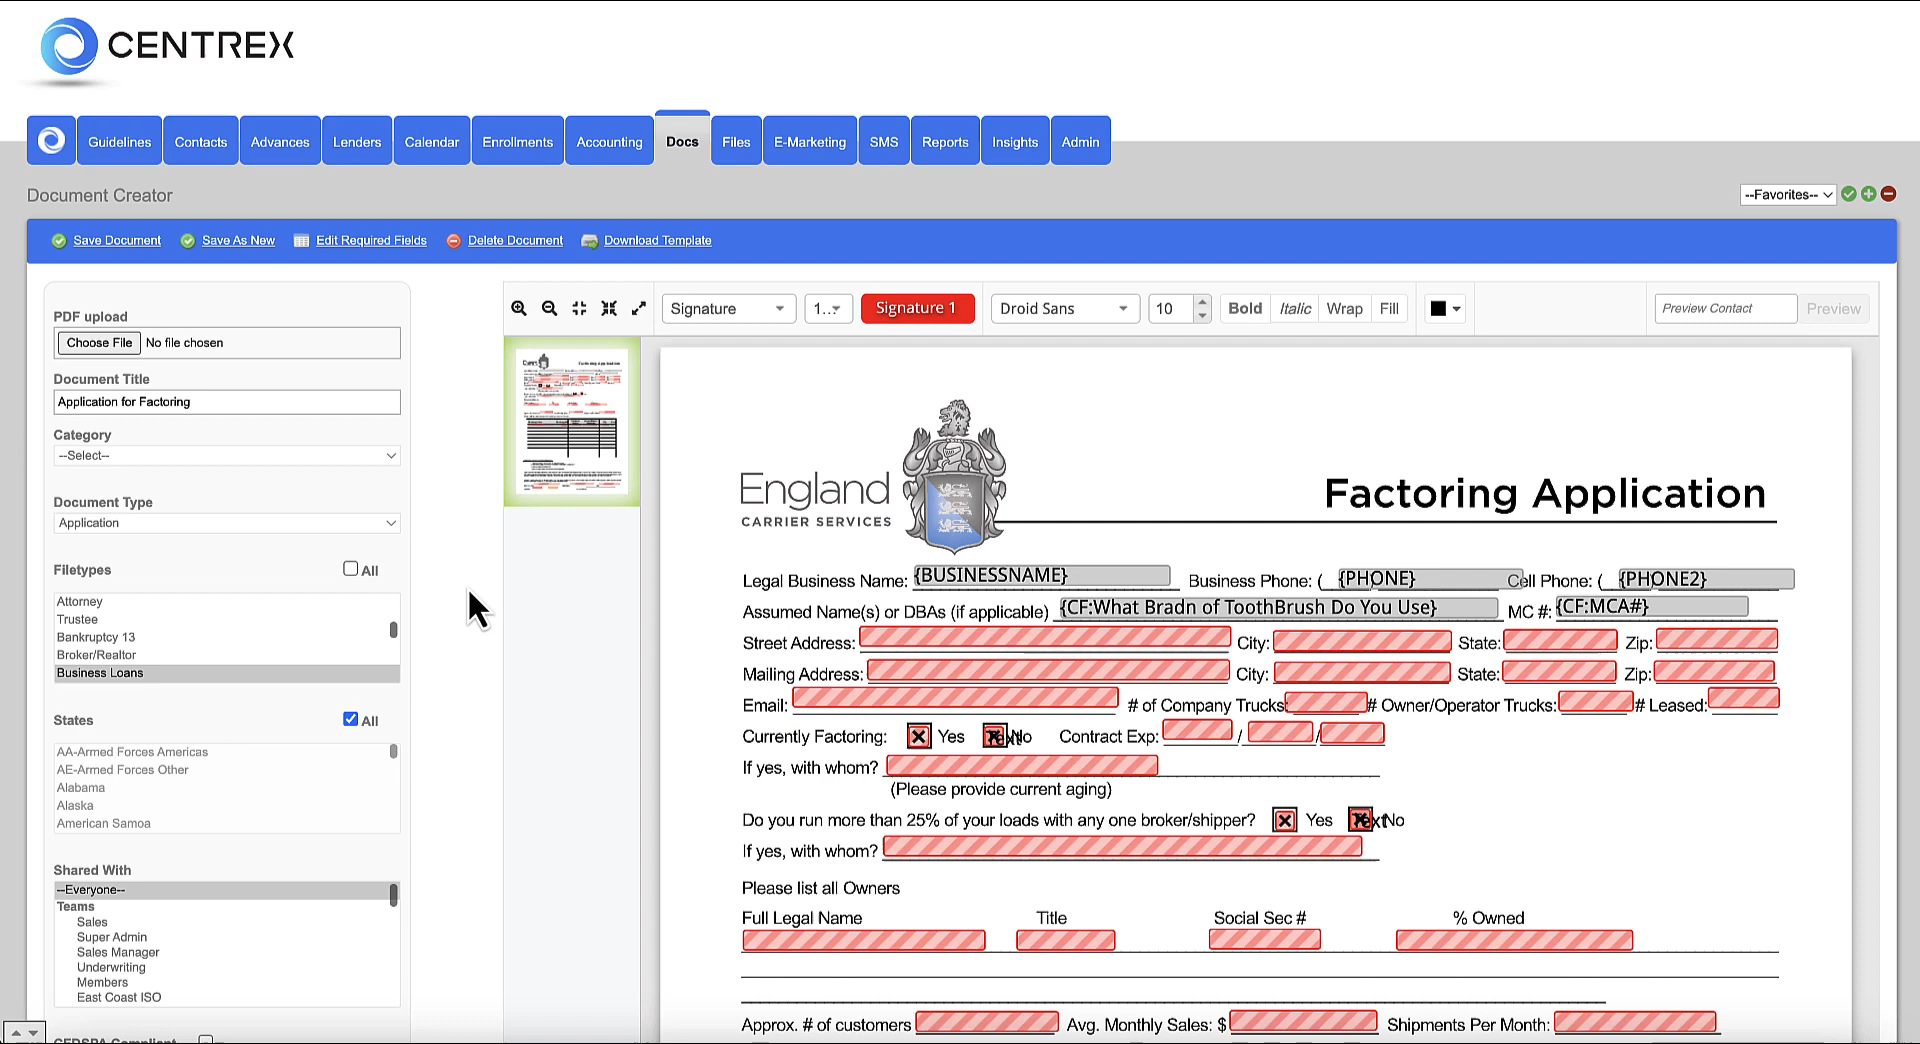 CENTREX
Guidelines Contacts Advances Lenders Calendar Enrollments Accounting Docs Files E-Marketing SMS Reports Insights Admin
Document Creator
--Favorites--
Save Document Save As New Edit Required Fields Delete Document Download Template
PDF upload
Choose File No file chosen
Document Title
Application for Factoring
Category
--Select--
Document Type
Application
Filetypes All
Attorney
Trustee
Bankruptcy 13
Broker/Realtor
Business Loans
States All
AA-Armed Forces Americas
AE-Armed Forces Other
Alabama
Alaska
American Samoa
Shared With
--Everyone--
Teams
Sales
Super Admin
Sales Manager
Underwriting
Members
East Coast ISO
Signature 1... Signature 1 Droid Sans 10 Bold Italic Wrap Fill Preview Contact Preview
England
CARRIER SERVICES
Factoring Application
Legal Business Name: {BUSINESSNAME} Business Phone: ( {PHONE} Cell Phone: ( {PHONE2}
Assumed Name(s) or DBAs (if applicable) {CF:What Bradn of ToothBrush Do You Use} MC #: {CF:MCA#}
Street Address: City: State: Zip:
Mailing Address: City: State: Zip:
Email: # of Company Trucks: # Owner/Operator Trucks: # Leased:
Currently Factoring: Yes No Contract Exp: / /
If yes, with whom?
(Please provide current aging)
Do you run more than 25% of your loads with any one broker/shipper? Yes No
If yes, with whom?
Please list all Owners
Full Legal Name Title Social Sec # % Owned
Approx. # of customers Avg. Monthly Sales: $ Shipments Per Month: